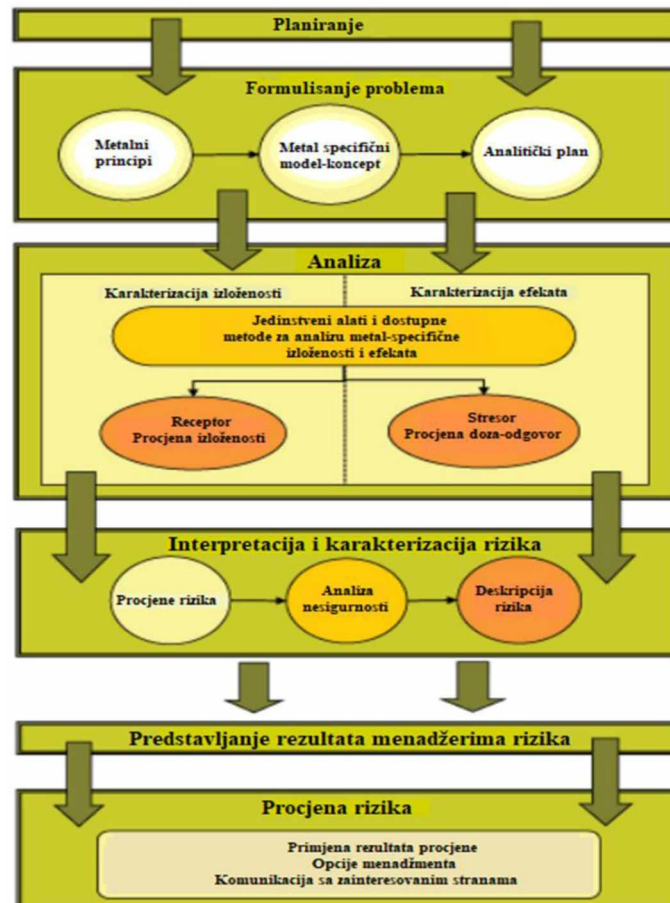 Planiranje
Formulisanje problema
Metalni
principi
Metal specifični
model-koncept
Analitički plan
Analiza
Karakterizacija izloženosti
Karakterizacija efekata
Jedinstveni alati i dostupne
metode za analizu metal-specifične
izloženosti i efekata
Receptor
Procjena izloženosti
Stresor
Procjena doza-odgovor
Interpretacija i karakterizacija rizika
Procjene rizika
Analiza
nesigurnosti
Deskripcija
rizika
Predstavljanje rezultata menadžerima rizika
Procjena rizika
Primjena rezultata procjene
Opcije menadžmenta
Komunikacija sa zainteresovanim stranama